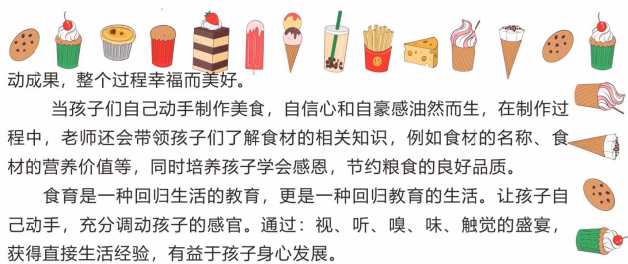 动成果，整个过程幸福而美好。
当孩子们自己动手制作美食，自信心和自豪感油然而生，在制作过
程中，老师还会带领孩子们了解食材的相关知识，例如食材的名称、食
材的营养价值等，同时培养孩子学会感恩，节约粮食的良好品质。
食育是一种回归生活的教育，更是一种回归教育的生活。让孩子自
己动手，充分调动孩子的感官。通过：视、听、嗅、味、触觉的盛宴，
获得直接生活经验，有益于孩子身心发展。